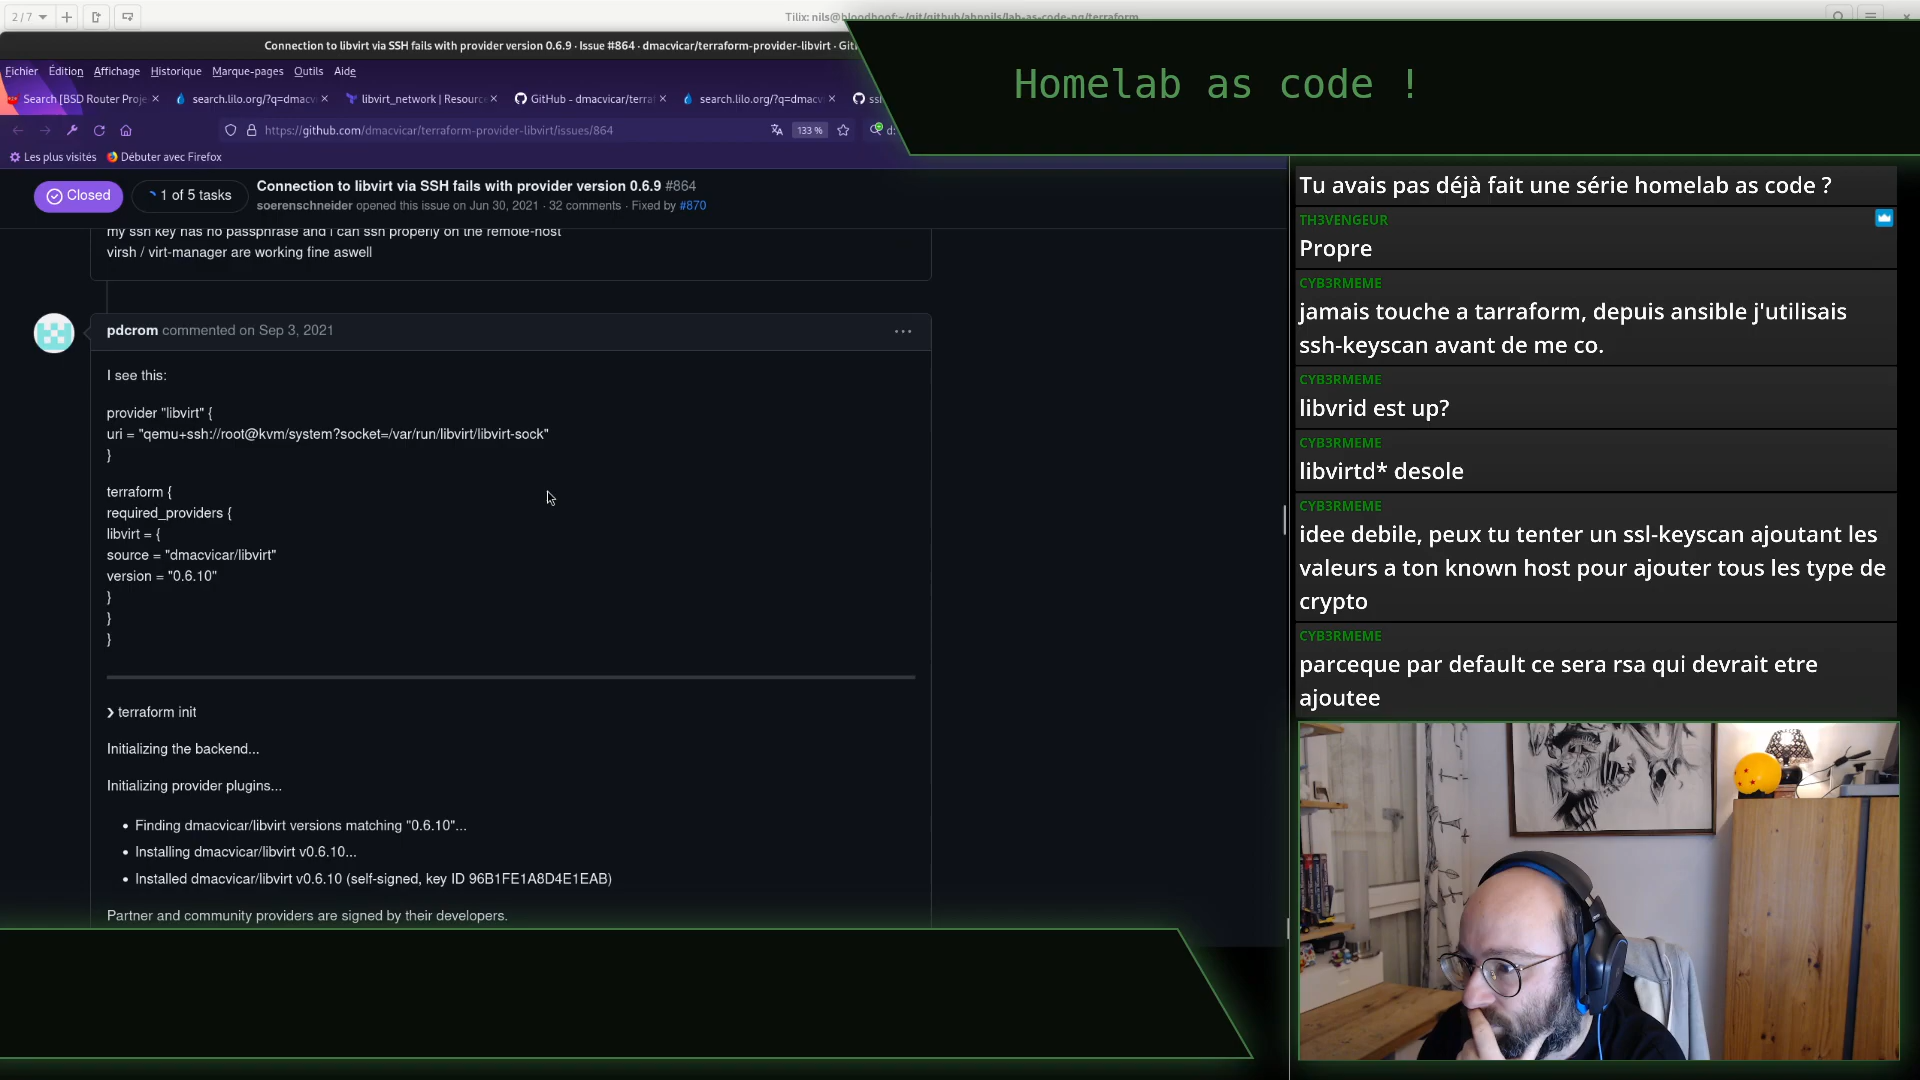 2 / 7
Tilix: nils@bloodhoof:~/git/github/ahpnils/lab-as-code-ng/terraform
Connection to libvirt via SSH fails with provider version 0.6.9 · Issue #864 · dmacvicar/terraform-provider-libvirt · Git
Homelab as code !
Fichier Édition Affichage Historique Marque-pages Outils Aide
Search [BSD Router Proje
search.lilo.org/?q=dmacv
libvirt_network | Resource
GitHub - dmacvicar/terraf
search.lilo.org/?q=dmacv
ssl
https://github.com/dmacvicar/terraform-provider-libvirt/issues/864
133 %
Les plus visités
Débuter avec Firefox
Closed
1 of 5 tasks
Connection to libvirt via SSH fails with provider version 0.6.9 #864
soerenschneider opened this issue on Jun 30, 2021 · 32 comments · Fixed by #870
my ssh key has no passphrase and i can ssh properly on the remote-host
virsh / virt-manager are working fine aswell
pdcrom commented on Sep 3, 2021
I see this:
provider "libvirt" {
uri = "qemu+ssh://root@kvm/system?socket=/var/run/libvirt/libvirt-sock"
}
terraform {
required_providers {
libvirt = {
source = "dmacvicar/libvirt"
version = "0.6.10"
}
}
}
❯ terraform init
Initializing the backend...
Initializing provider plugins...
• Finding dmacvicar/libvirt versions matching "0.6.10"...
• Installing dmacvicar/libvirt v0.6.10...
• Installed dmacvicar/libvirt v0.6.10 (self-signed, key ID 96B1FE1A8D4E1EAB)
Partner and community providers are signed by their developers.
Tu avais pas déjà fait une série homelab as code ?
TH3VENGEUR
Propre
CYB3RMEME
jamais touche a tarraform, depuis ansible j'utilisais
ssh-keyscan avant de me co.
CYB3RMEME
libvrid est up?
CYB3RMEME
libvirtd* desole
CYB3RMEME
idee debile, peux tu tenter un ssl-keyscan ajoutant les
valeurs a ton known host pour ajouter tous les type de
crypto
CYB3RMEME
parceque par default ce sera rsa qui devrait etre
ajoutee